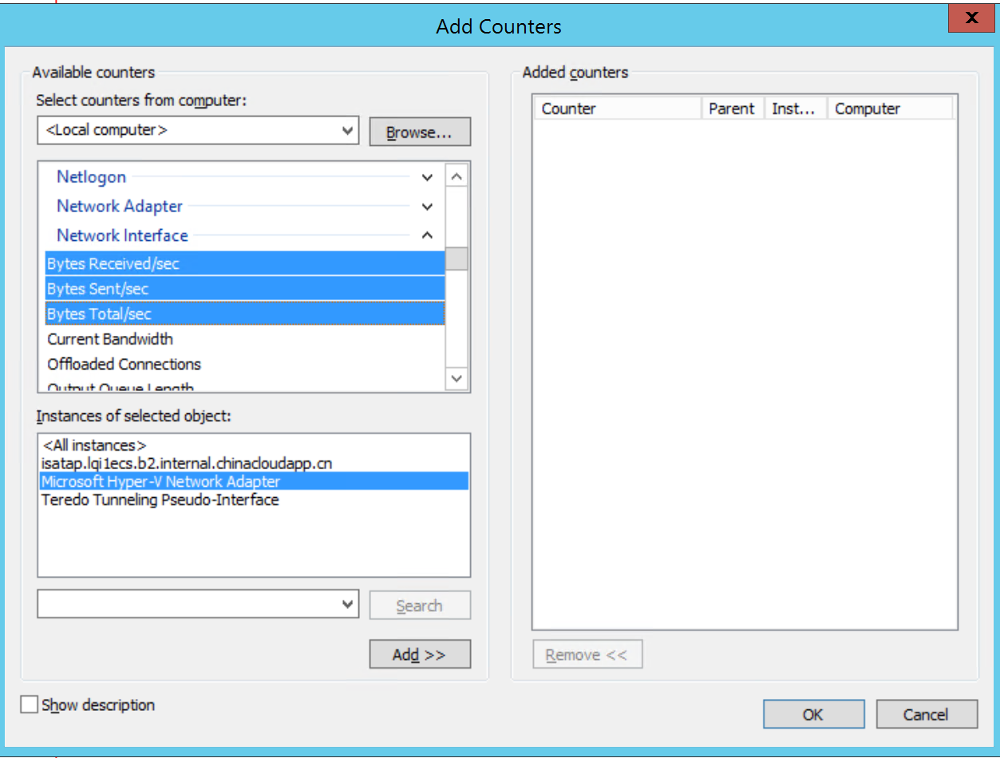 Add Counters
X
Available counters
Select counters from computer:
<Local computer>
Browse...
Netlogon
Network Adapter
Network Interface
Bytes Received/sec
Bytes Sent/sec
Bytes Total/sec
Current Bandwidth
Offloaded Connections
Output Queue Length
Instances of selected object:
<All instances>
isatap.lqi1ecs.b2.internal.chinacloudapp.cn
Microsoft Hyper-V Network Adapter
Teredo Tunneling Pseudo-Interface
Search
Add >>
Show description
Added counters
Counter Parent Inst... Computer
Remove <<
OK
Cancel